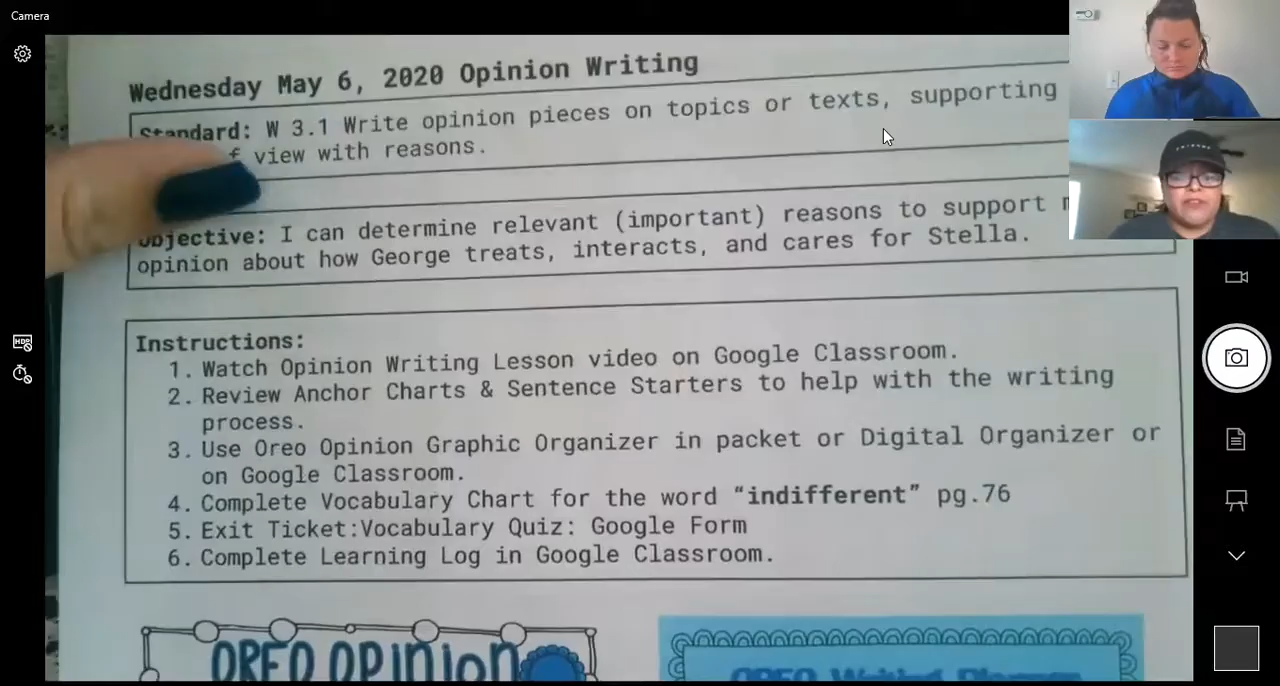 Camera
Wednesday May 6, 2020 Opinion Writing
Standard: W 3.1 Write opinion pieces on topics or texts, supporting
view with reasons.
Objective: I can determine relevant (important) reasons to support
opinion about how George treats, interacts, and cares for Stella.
Instructions:
1. Watch Opinion Writing Lesson video on Google Classroom.
2. Review Anchor Charts & Sentence Starters to help with the writing
process.
3. Use Oreo Opinion Graphic Organizer in packet or Digital Organizer or
on Google Classroom.
4. Complete Vocabulary Chart for the word “indifferent” pg.76
5. Exit Ticket:Vocabulary Quiz: Google Form
6. Complete Learning Log in Google Classroom.
OREO OPINION
OREO Writing